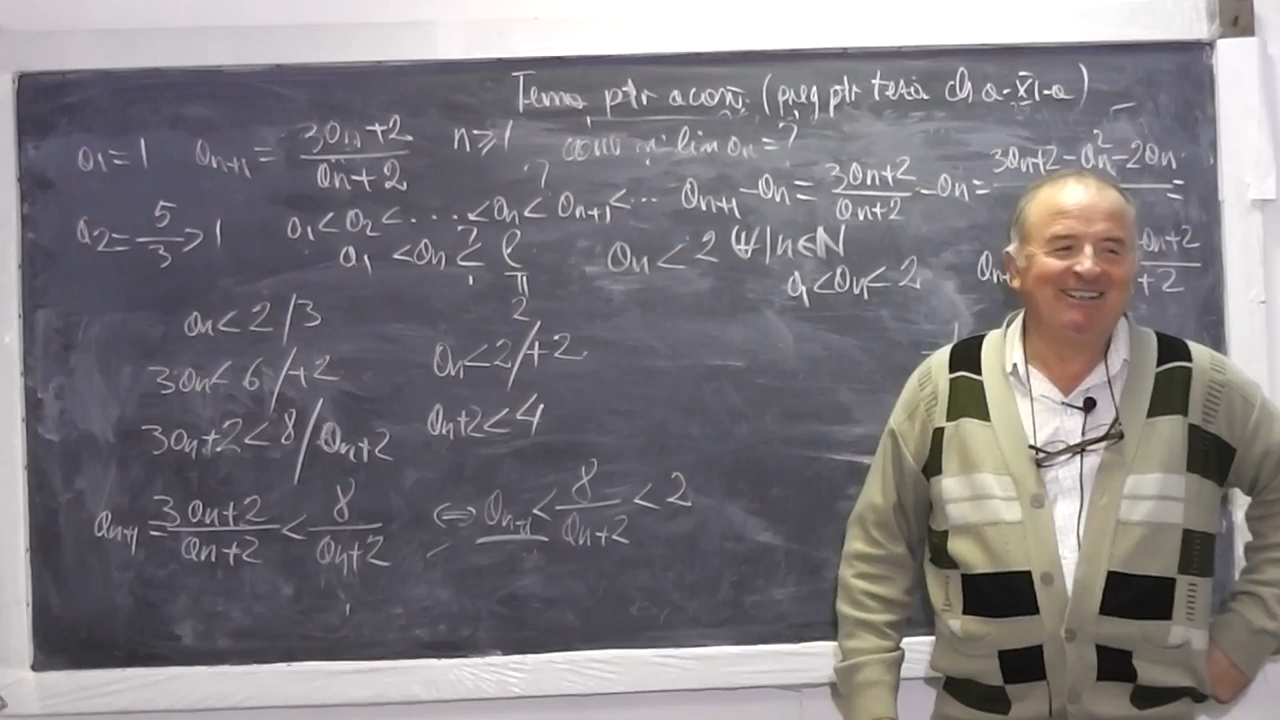 Temă ptr acasă (preg ptr teză cls a-XI-a)
a₁=1 aₙ₊₁ = (3aₙ+2)/(aₙ+2) n≥1 conv și lim aₙ=?
a₂=5/3>1 a₁<a₂<....<aₙ<aₙ₊₁<... ? aₙ₊₁-aₙ=(3aₙ+2)/(aₙ+2)-aₙ=(3aₙ+2-aₙ²-2aₙ)/ =
a₁<aₙ ≤ l ? aₙ<2 (∀)n∈N
= 2 a₁<aₙ<2
aₙ<2/3
3aₙ<6/+2 aₙ<2/+2
3aₙ+2<8/aₙ+2 aₙ+2<4
aₙ₊₁=(3aₙ+2)/(aₙ+2)<8/(aₙ+2) ⇔ aₙ₊₁<8/(aₙ+2)<2